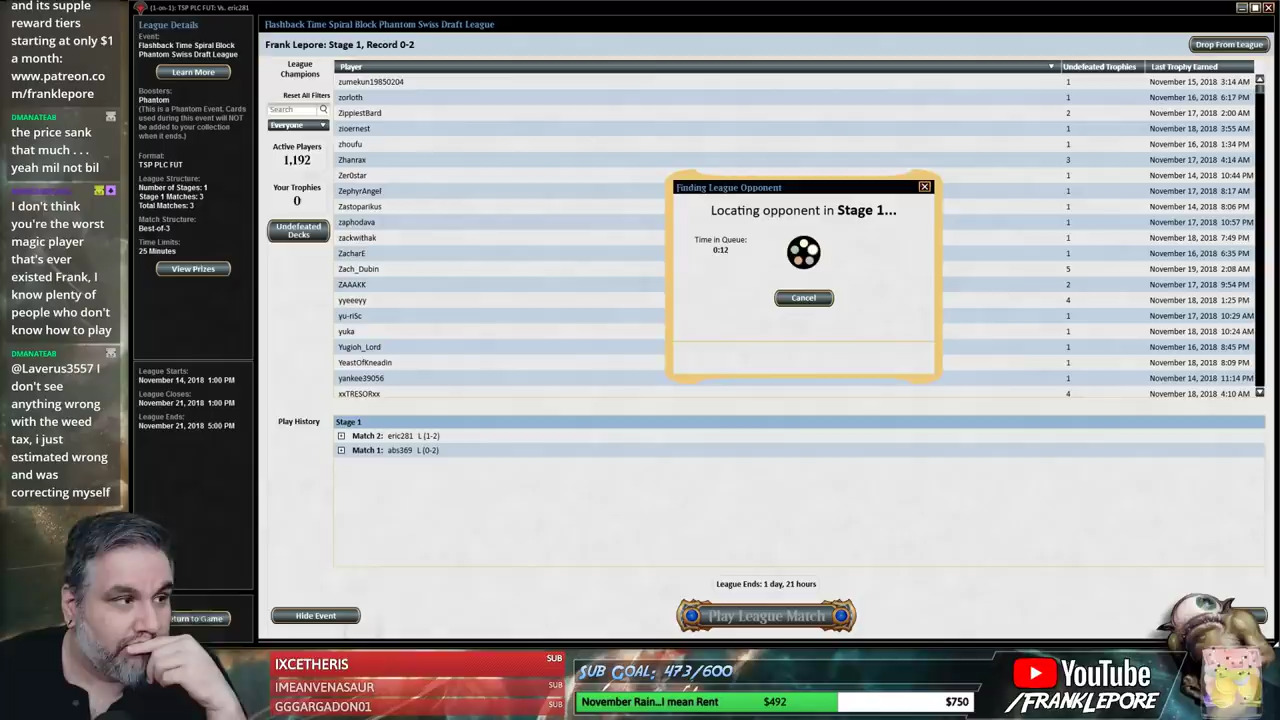 and its supple
reward tiers
starting at only $1
a month:
www.patreon.co
m/franklepore
DMANATEAB
the price sank
that much . . .
yeah mil not bil
I don't think
you're the worst
magic player
that's ever
existed Frank, I
know plenty of
people who don't
know how to play
DMANATEAB
@Laverus3557 I
don't see
anything wrong
with the weed
tax, i just
estimated wrong
and was
correcting myself
(1-on-1): TSP PLC FUT: Vs. eric281
League Details
Event:
Flashback Time Spiral Block
Phantom Swiss Draft League
Learn More
Boosters:
Phantom
(This is a Phantom Event. Cards
used during this event will NOT
be added to your collection
when it ends.)
Format:
TSP PLC FUT
League Structure:
Number of Stages: 1
Stage 1 Matches: 3
Total Matches: 3
Match Structure:
Best-of-3
Time Limits:
25 Minutes
View Prizes
League Starts:
November 14, 2018 1:00 PM
League Closes:
November 21, 2018 1:00 PM
League Ends:
November 21, 2018 5:00 PM
eturn to Game
Flashback Time Spiral Block Phantom Swiss Draft League
Frank Lepore: Stage 1, Record 0-2
Drop From League
League
Champions
Reset All Filters
Search
Everyone
Active Players
1,192
Your Trophies
0
Undefeated
Decks
Player Undefeated Trophies Last Trophy Earned
zumekun19850204 1 November 15, 2018 3:14 AM
zorloth 1 November 16, 2018 6:17 PM
ZippiestBard 2 November 17, 2018 2:00 AM
zioernest 1 November 18, 2018 3:55 AM
zhoufu 1 November 16, 2018 1:34 PM
Zhanrax 3 November 17, 2018 4:14 AM
Zer0star 1 November 14, 2018 10:44 PM
ZephyrAngel 1 November 17, 2018 8:17 AM
Zastoparikus 1 November 14, 2018 8:06 PM
zaphodava 1 November 17, 2018 10:57 PM
zackwithak 1 November 18, 2018 7:49 PM
ZacharE 1 November 16, 2018 6:35 PM
Zach_Dubin 5 November 19, 2018 2:08 AM
ZAAAKK 2 November 17, 2018 9:54 PM
yyeeeyy 4 November 18, 2018 1:25 PM
yu-riSc 1 November 17, 2018 10:29 AM
yuka 1 November 18, 2018 10:24 AM
Yugioh_Lord 1 November 16, 2018 8:45 PM
YeastOfKneadin 1 November 18, 2018 8:09 PM
yankee39056 1 November 14, 2018 11:14 PM
xxTRESORxx 4 November 18, 2018 4:10 AM
Finding League Opponent
Locating opponent in Stage 1...
Time in Queue:
0:12
Cancel
Play History
Stage 1
Match 2: eric281 L (1-2)
Match 1: abs369 L (0-2)
League Ends: 1 day, 21 hours
Hide Event
Play League Match
IXCETHERIS SUB
IMEANVENASAUR SUB
GGGARGADON01 SUB
SUB GOAL: 473/600
November Rain...I mean Rent $492 $750
YouTube
/FRANKLEPORE